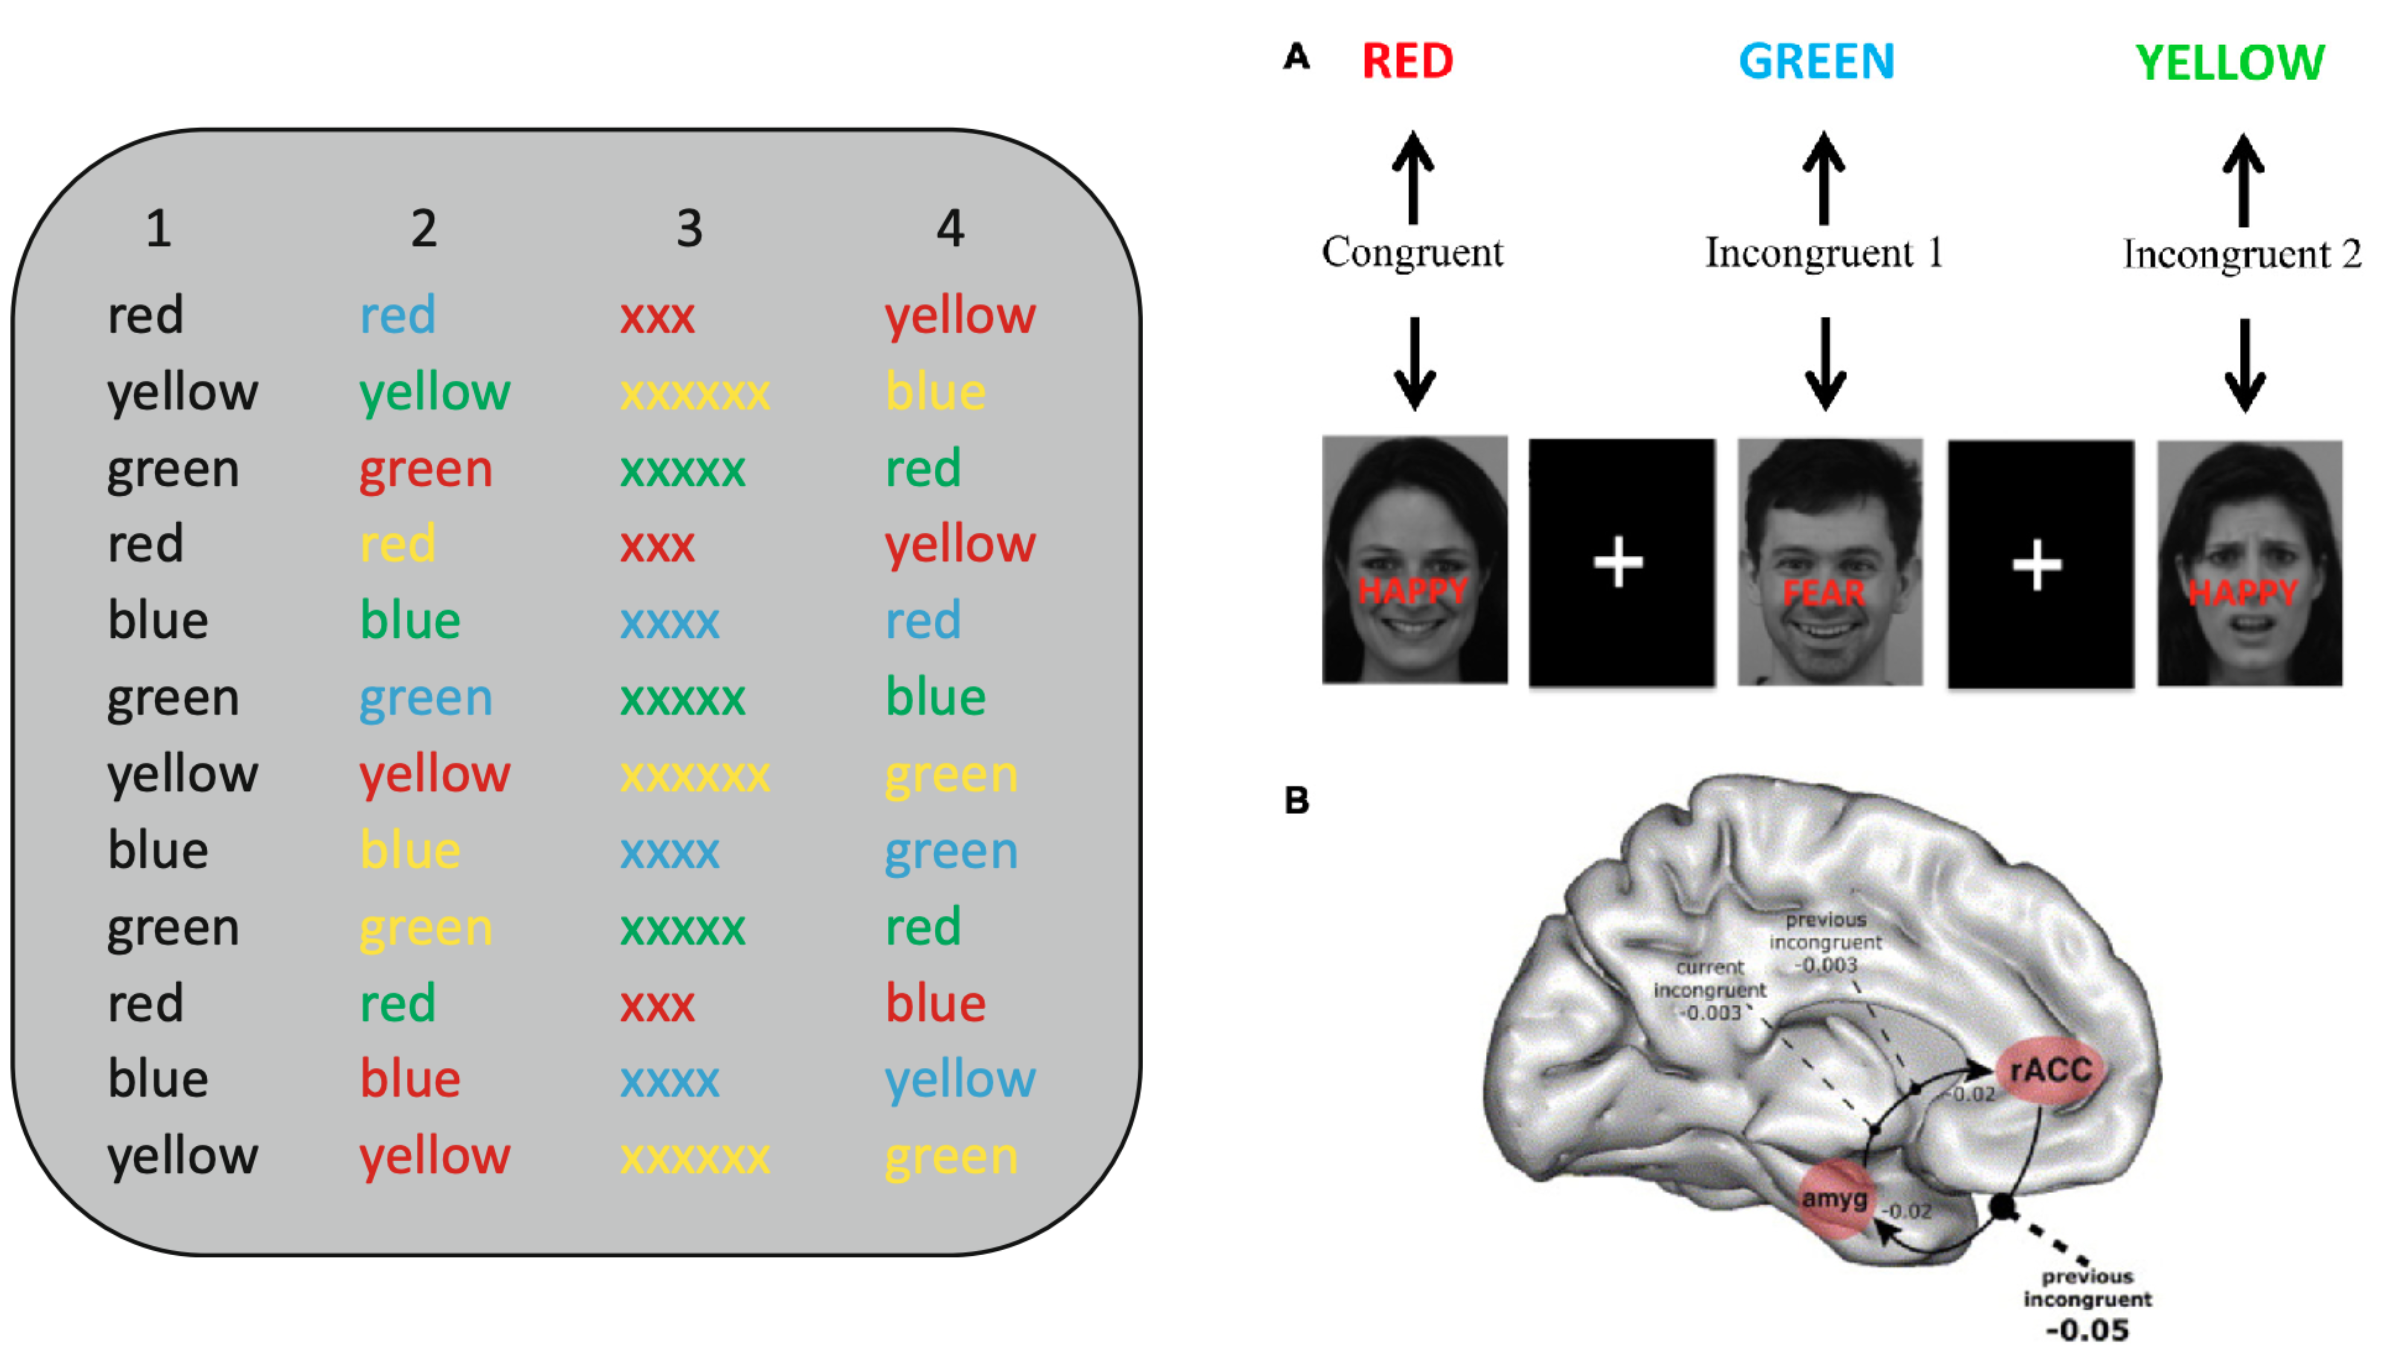 1 2 3 4
red red xxx yellow
yellow yellow xxxxxx blue
green green xxxxx red
red red xxx yellow
blue blue xxxx red
green green xxxxx blue
yellow yellow xxxxxx green
blue blue xxxx green
green green xxxxx red
red red xxx blue
blue blue xxxx yellow
yellow yellow xxxxxx green
A RED GREEN YELLOW
Congruent Incongruent 1 Incongruent 2
HAPPY + FEAR + HAPPY
B
previous
incongruent
-0.003
current
incongruent
-0.003
rACC
-0.02
amyg
-0.02
previous
incongruent
-0.05